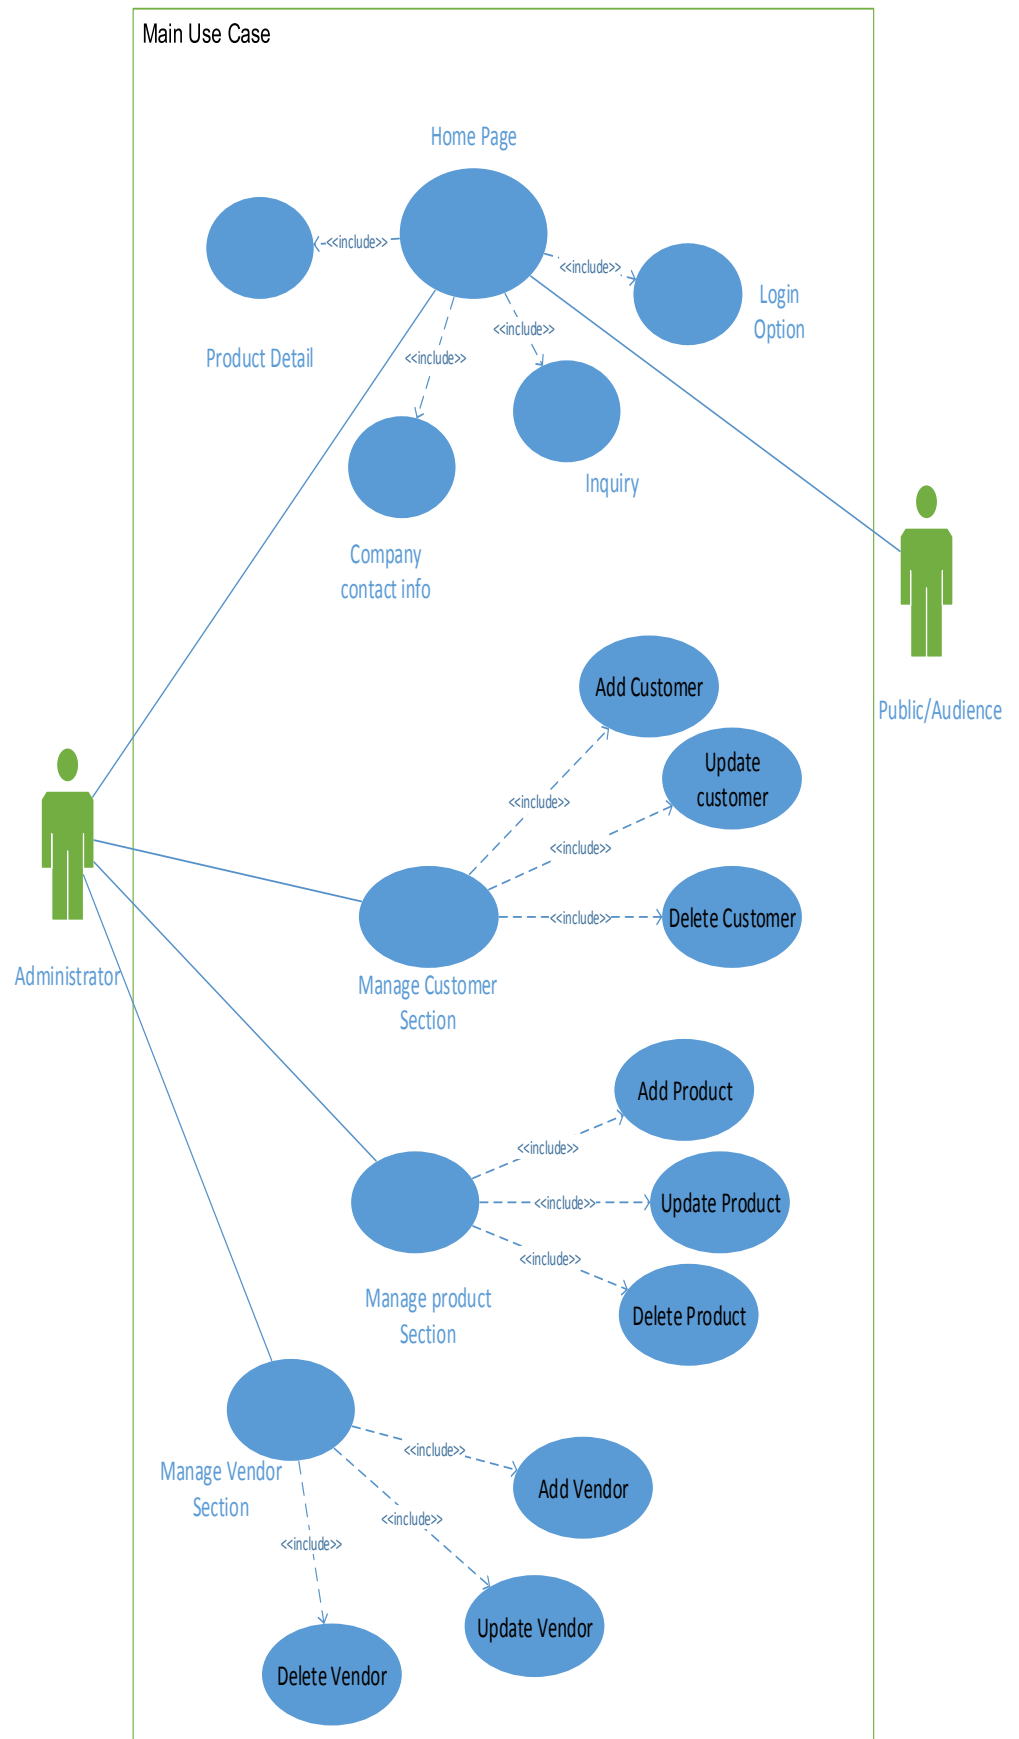 Main Use Case
Home Page
<<include>>
<<include>>
Login
Option
<<include>>
<<include>>
Product Detail
Inquiry
Company
contact info
Add Customer
Public/Audience
Update
customer
<<include>>
<<include>>
<<include>>
Delete Customer
Administrator
Manage Customer
Section
Add Product
<<include>>
<<include>>
Update Product
<<include>>
Manage product
Section
Delete Product
<<include>>
Manage Vendor
Section
Add Vendor
<<include>>
<<include>>
Update Vendor
Delete Vendor